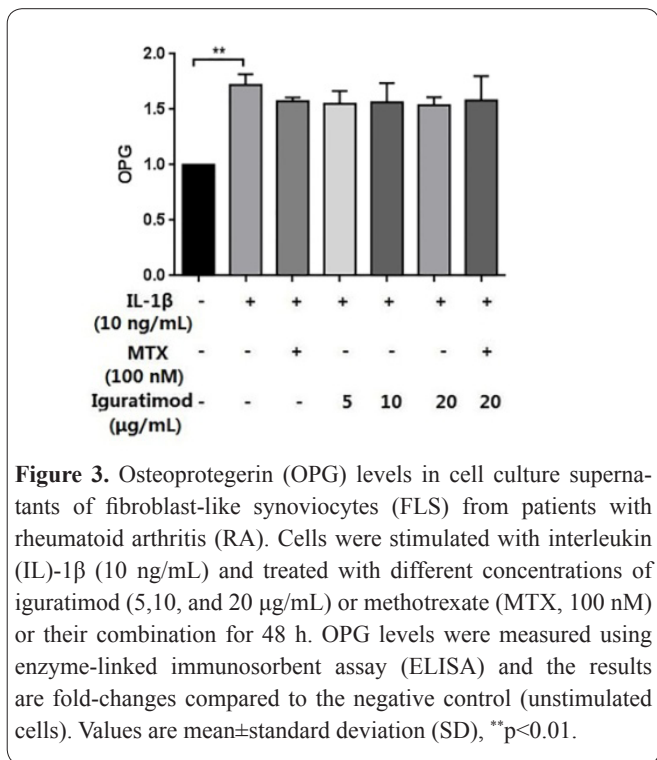 **
2.0
1.5
OPG
1.0
0.5
0.0
IL-1β - + + + + + +
(10 ng/mL)
MTX - - + - - - +
(100 nM)
Iguratimod - - - 5 10 20 20
(μg/mL)
Figure 3. Osteoprotegerin (OPG) levels in cell culture superna-
tants of fibroblast-like synoviocytes (FLS) from patients with
rheumatoid arthritis (RA). Cells were stimulated with interleukin
(IL)-1β (10 ng/mL) and treated with different concentrations of
iguratimod (5,10, and 20 μg/mL) or methotrexate (MTX, 100 nM)
or their combination for 48 h. OPG levels were measured using
enzyme-linked immunosorbent assay (ELISA) and the results
are fold-changes compared to the negative control (unstimulated
cells). Values are mean±standard deviation (SD), **p<0.01.